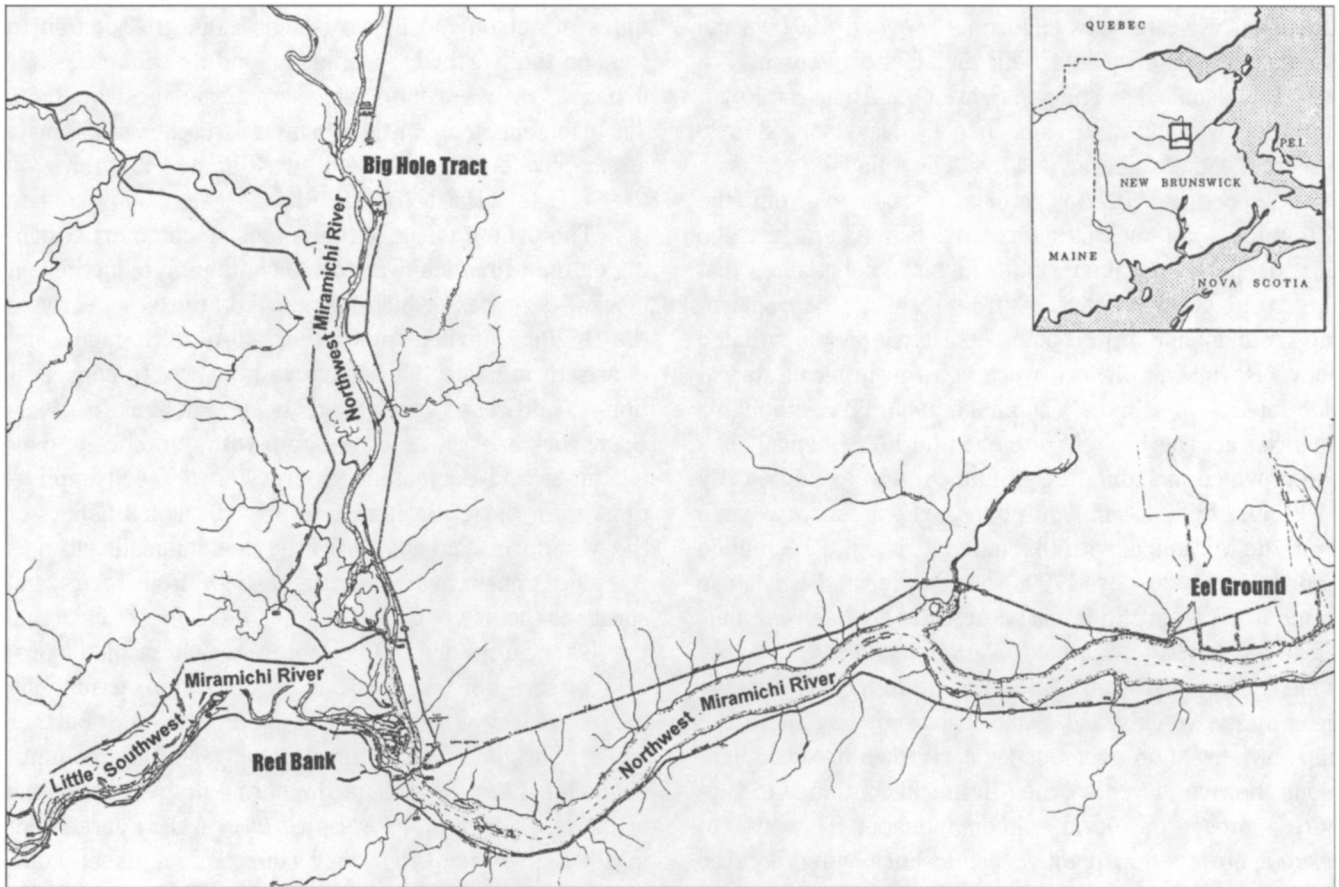 QUEBEC
P.E.I.
NEW BRUNSWICK
MAINE
NOVA SCOTIA
Big Hole Tract
Northwest Miramichi River
Eel Ground
Little Southwest Miramichi River
Red Bank
Northwest Miramichi River